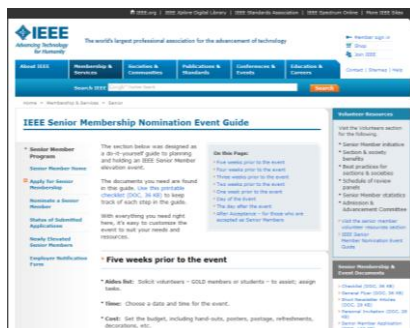 IEEE.org | IEEE Xplore Digital Library | IEEE Standards Association | IEEE Spectrum Online | More IEEE Sites
IEEE
Advancing Technology
for Humanity
The world's largest professional association for the advancement of technology
Member sign in
Shop
Join IEEE
Contact | Sitemap | Help
About IEEE
Membership &
Services
Societies &
Communities
Publications &
Standards
Conferences &
Events
Education &
Careers
Search IEEE
Search
Home > Membership & Services > Senior
IEEE Senior Membership Nomination Event Guide
Senior Member
Program
Senior Member Home
Apply for Senior
Membership
Nominate a Senior
Member
Status of Submitted
Applications
Newly Elevated
Senior Members
Employer Notification
Form
The section below was designed as
a do-it-yourself guide to planning
and holding an IEEE Senior Member
elevation event.
The documents you need are found
in the guide. Use this printable
checklist (DOC, 36 KB) to keep
track of each step in the guide.
With everything you need right
here, it's easy to customize the
event to suit your needs and
resources.
On this Page:
Five weeks prior to the event
Four weeks prior to the event
Three weeks prior to the event
Two weeks prior to the event
One week prior to the event
Day of the Event
The day after the event
After Acceptance - for those who are
accepted as Senior Members
Five weeks prior to the event
Aides list: Solicit volunteers - GOLD
members or students - to assist; assign
tasks.
Time: Choose a date and time for the event.
Cost: Set the budget, including hand-outs, posters, postage, refreshments,
decorations, etc.
Volunteer Resources
Visit the Volunteers section
for the following.
Senior Member initiative
Section & society
benefits
Best practices for
sections & societies
Schedule of review
panels
Senior Member statistics
Admission &
Advancement Committee
Visit the senior member
volunteer resources section
IEEE Senior
Member Nomination Event
Guide
Senior Membership &
Event Documents
Checklist (DOC, 36 KB)
General Flyer (DOC, 36 KB)
Short Newsletter Articles
Personal Invitation (DOC, 28
KB)
Senior Member Application